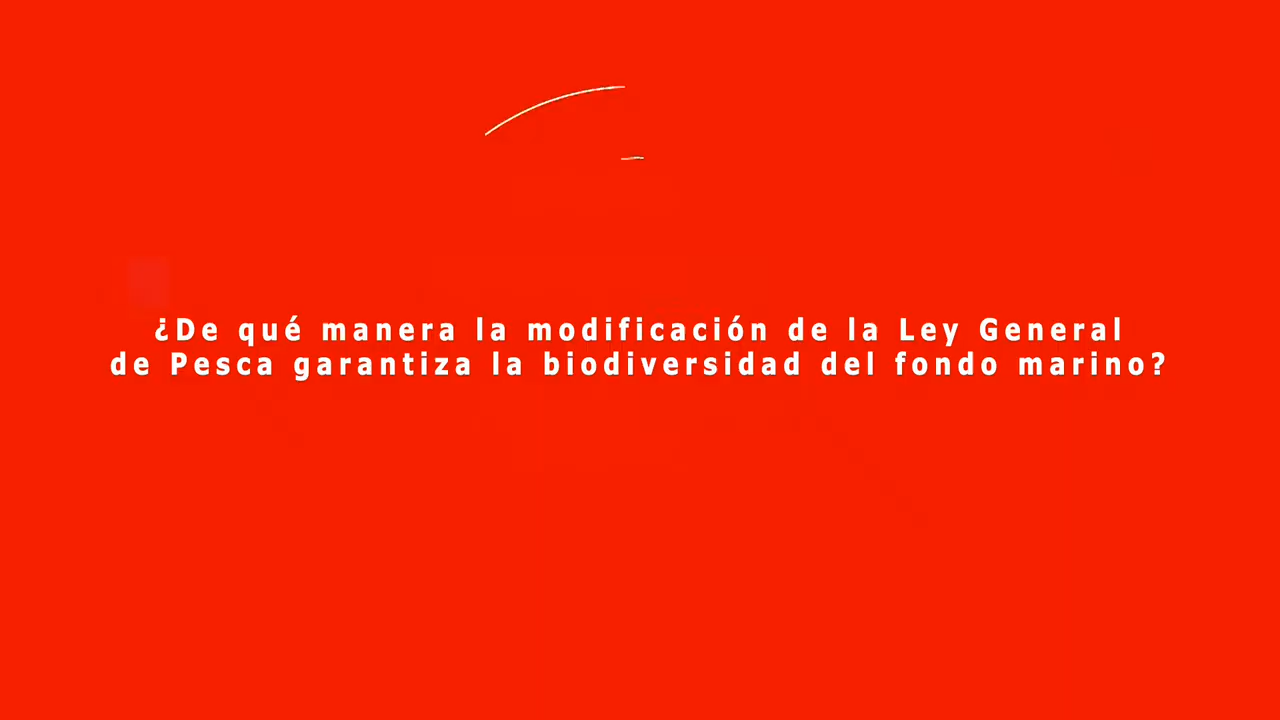 ¿De qué manera la modificación de la Ley General
de Pesca garantiza la biodiversidad del fondo marino?